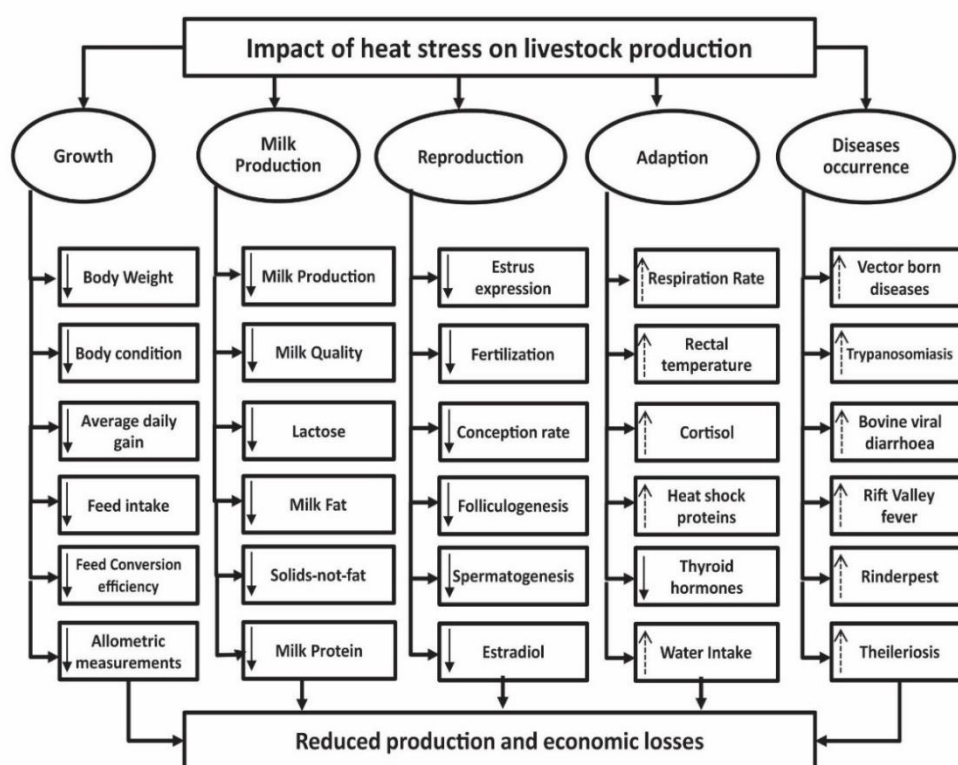 Impact of heat stress on livestock production
Growth
Milk
Production
Reproduction
Adaption
Diseases
occurrence
Body Weight
Body condition
Average daily
gain
Feed intake
Feed Conversion
efficiency
Allometric
measurements
Milk Production
Milk Quality
Lactose
Milk Fat
Solids-not-fat
Milk Protein
Estrus
expression
Fertilization
Conception rate
Folliculogenesis
Spermatogenesis
Estradiol
Respiration Rate
Rectal
temperature
Cortisol
Heat shock
proteins
Thyroid
hormones
Water Intake
Vector born
diseases
Trypanosomiasis
Bovine viral
diarrhoea
Rift Valley
fever
Rinderpest
Theileriosis
Reduced production and economic losses